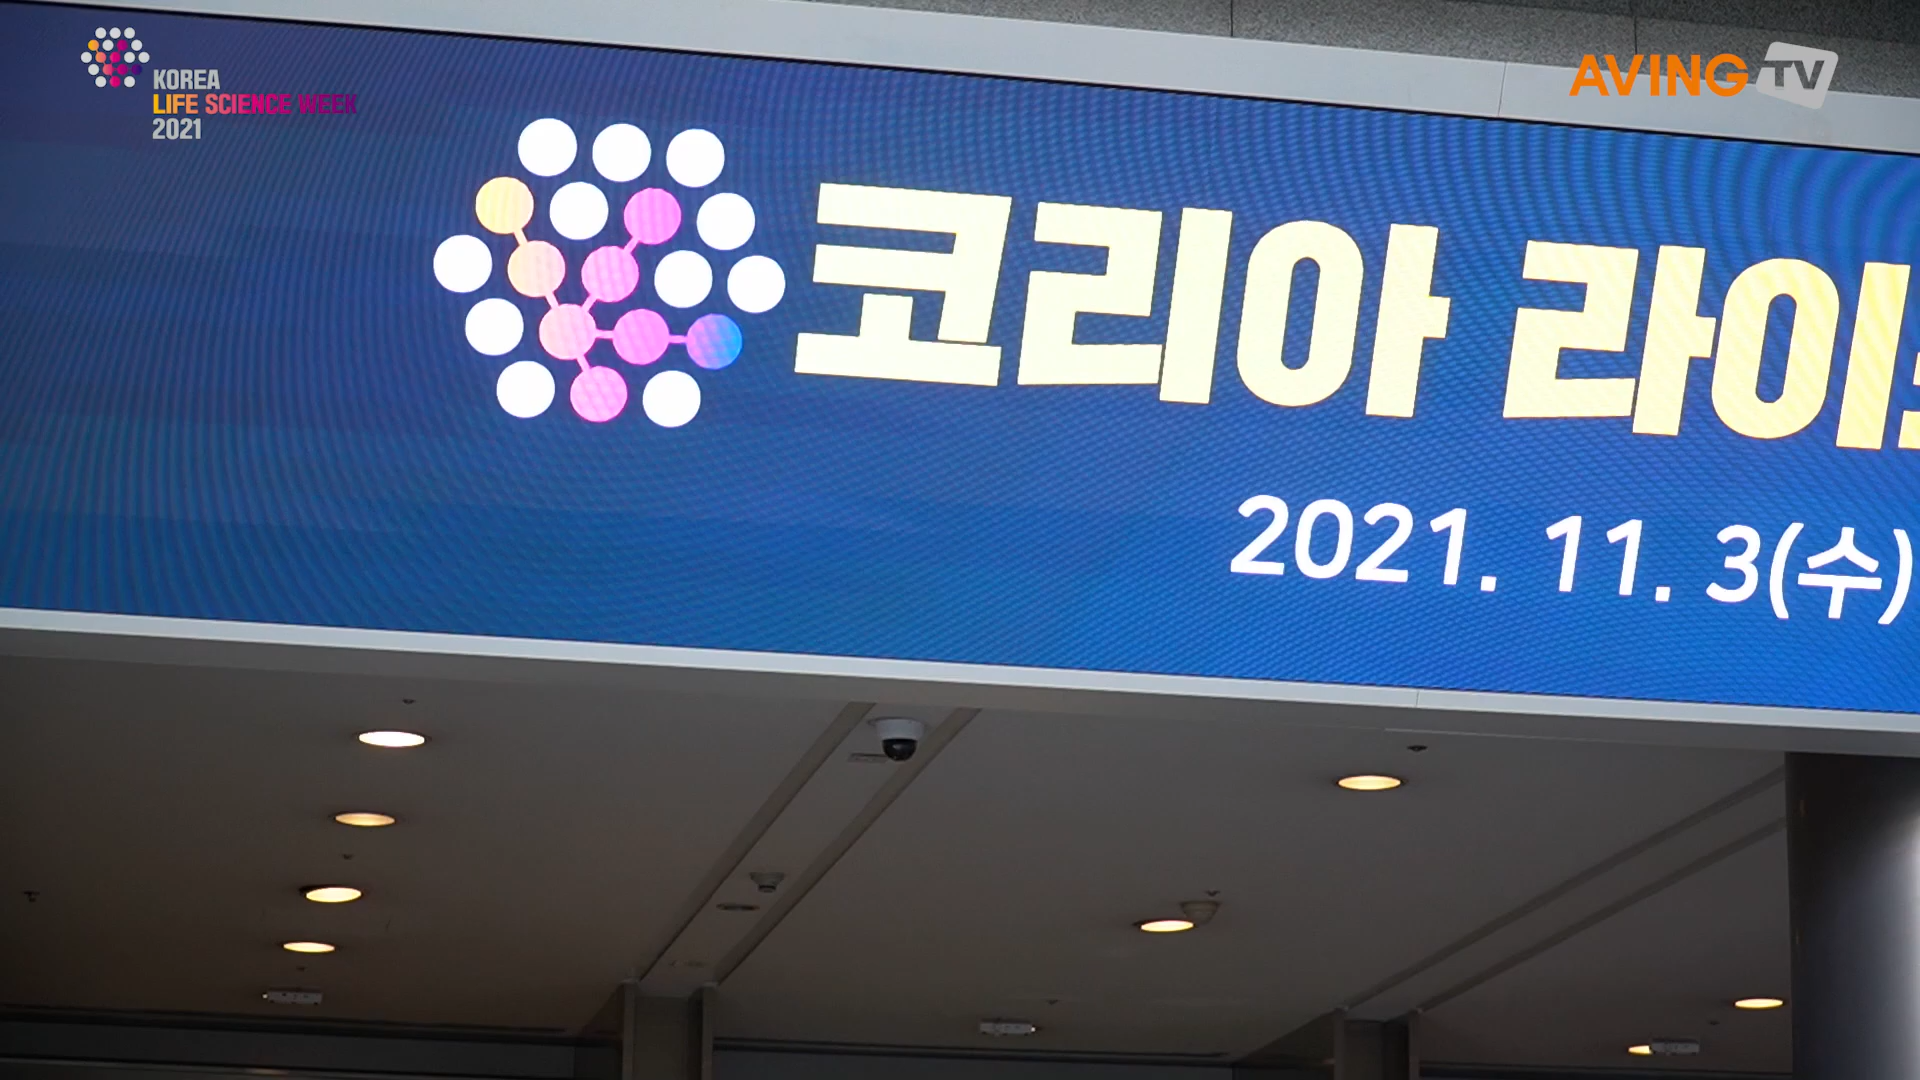 KOREA
LIFE SCIENCE WEEK
2021
AVING TV
코리아 라이
2021. 11. 3(수)